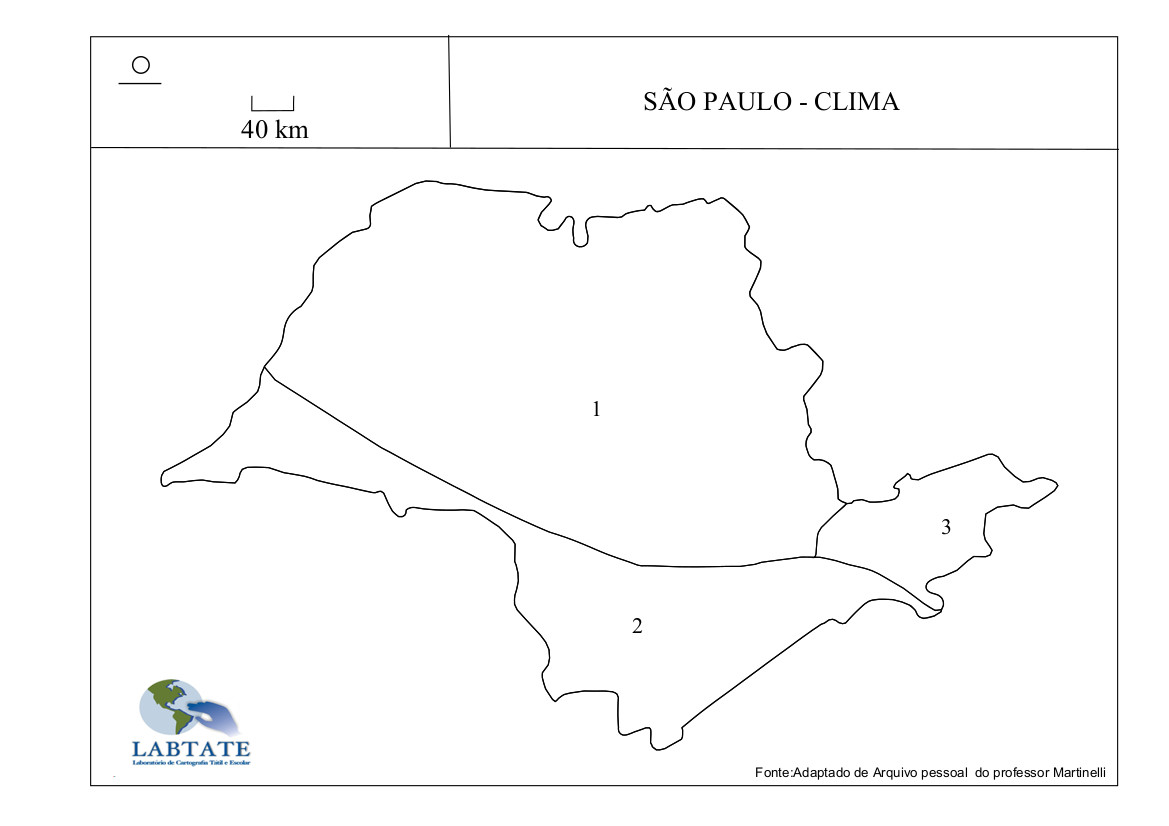 40 km
SÃO PAULO - CLIMA
1
3
2
LABTATE
Laboratório de Cartografia Tátil e Escolar
Fonte:Adaptado de Arquivo pessoal do professor Martinelli